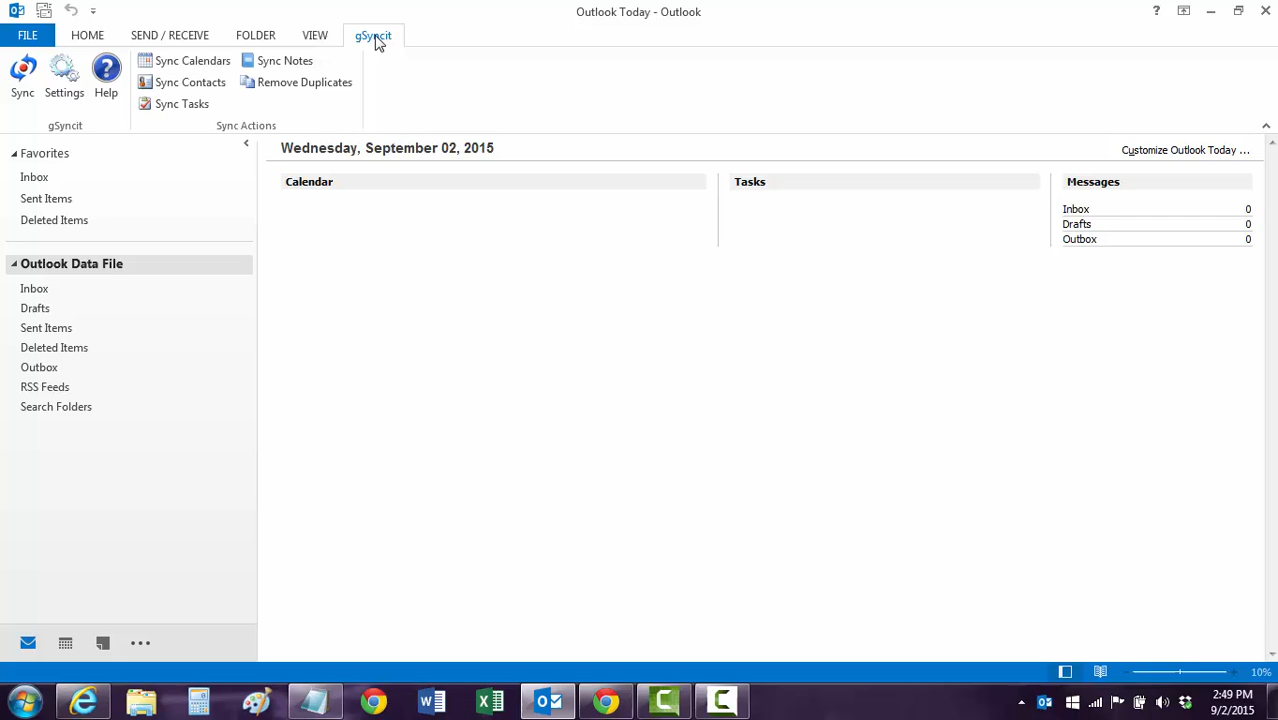 Outlook Today - Outlook
FILE HOME SEND / RECEIVE FOLDER VIEW gSyncit
Sync Settings Help
Sync Calendars Sync Notes
Sync Contacts Remove Duplicates
Sync Tasks
gSyncit Sync Actions
Favorites
Inbox
Sent Items
Deleted Items
Outlook Data File
Inbox
Drafts
Sent Items
Deleted Items
Outbox
RSS Feeds
Search Folders
Wednesday, September 02, 2015
Customize Outlook Today ...
Calendar Tasks Messages
Inbox 0
Drafts 0
Outbox 0
10%
2:49 PM
9/2/2015